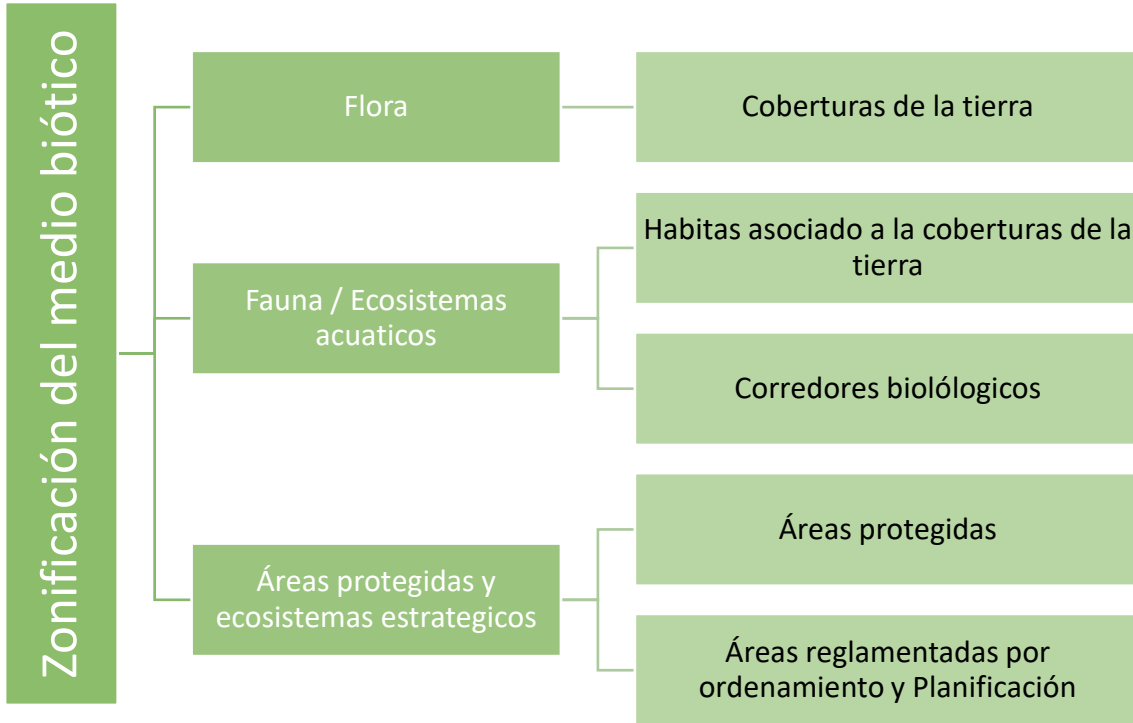 Zonificación del medio biótico
Flora
Coberturas de la tierra
Fauna / Ecosistemas
acuaticos
Habitas asociado a la coberturas de la
tierra
Corredores biolólogicos
Áreas protegidas y
ecosistemas estrategicos
Áreas protegidas
Áreas reglamentadas por
ordenamiento y Planificación